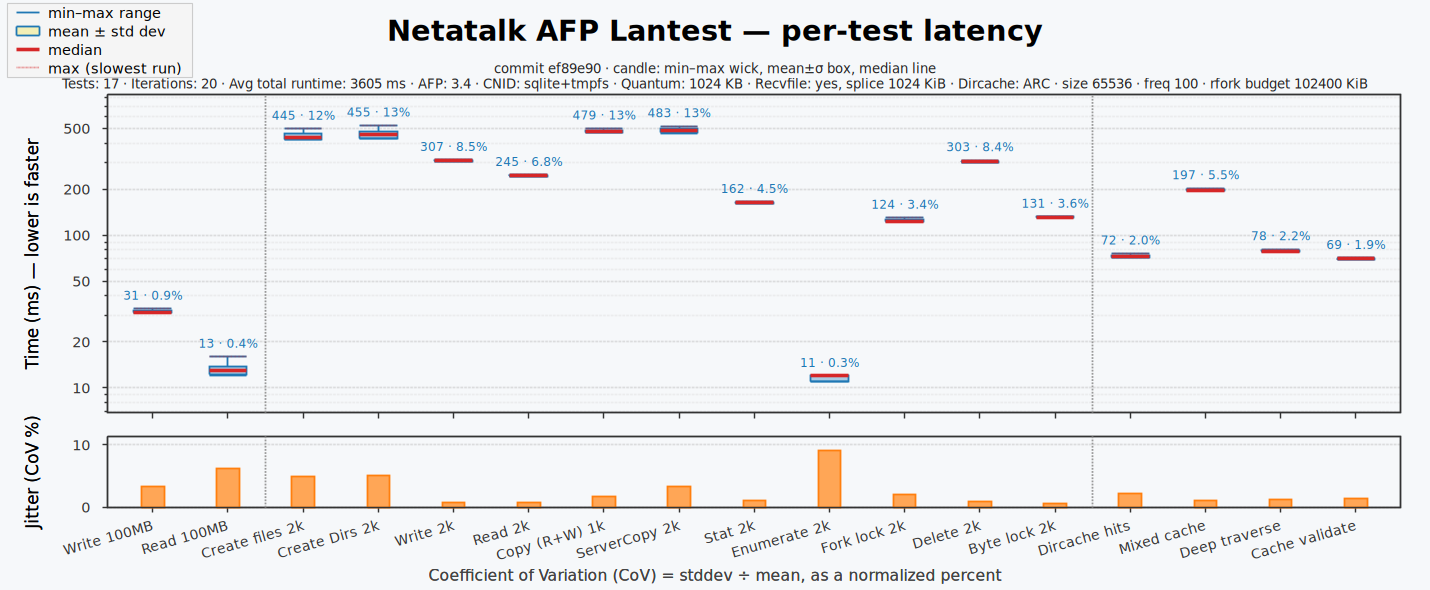 min–max range
mean ± std dev
median
max (slowest run)
Netatalk AFP Lantest — per-test latency
commit ef89e90 · candle: min–max wick, mean±σ box, median line
Tests: 17 · Iterations: 20 · Avg total runtime: 3605 ms · AFP: 3.4 · CNID: sqlite+tmpfs · Quantum: 1024 KB · Recvfile: yes, splice 1024 KiB · Dircache: ARC · size 65536 · freq 100 · rfork budget 102400 KiB
Time (ms) — lower is faster
500
200
100
50
20
10
31 · 0.9%
13 · 0.4%
445 · 12%
455 · 13%
307 · 8.5%
245 · 6.8%
479 · 13%
483 · 13%
162 · 4.5%
11 · 0.3%
124 · 3.4%
303 · 8.4%
131 · 3.6%
72 · 2.0%
197 · 5.5%
78 · 2.2%
69 · 1.9%
Jitter (CoV %)
10
0
Write 100MB
Read 100MB
Create files 2k
Create Dirs 2k
Write 2k
Read 2k
Copy (R+W) 1k
ServerCopy 2k
Stat 2k
Enumerate 2k
Fork lock 2k
Delete 2k
Byte lock 2k
Dircache hits
Mixed cache
Deep traverse
Cache validate
Coefficient of Variation (CoV) = stddev ÷ mean, as a normalized percent